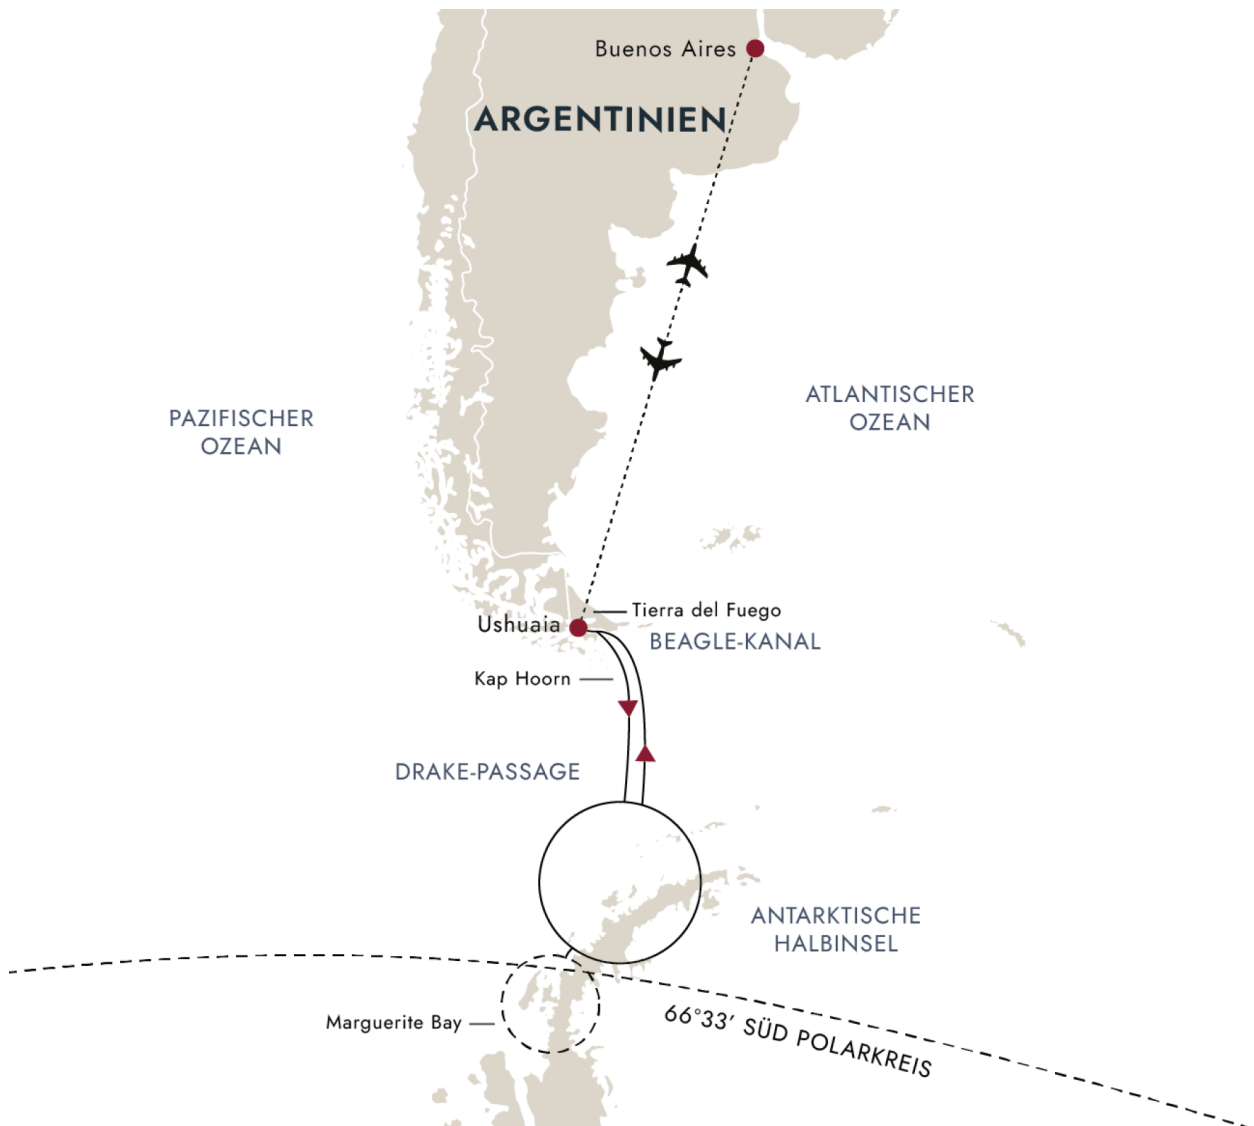 Buenos Aires
ARGENTINIEN
ATLANTISCHER
OZEAN
PAZIFISCHER
OZEAN
Tierra del Fuego
Ushuaia
BEAGLE-KANAL
Kap Hoorn
DRAKE-PASSAGE
ANTARKTISCHE
HALBINSEL
66°33′ SÜD POLARKREIS
Marguerite Bay